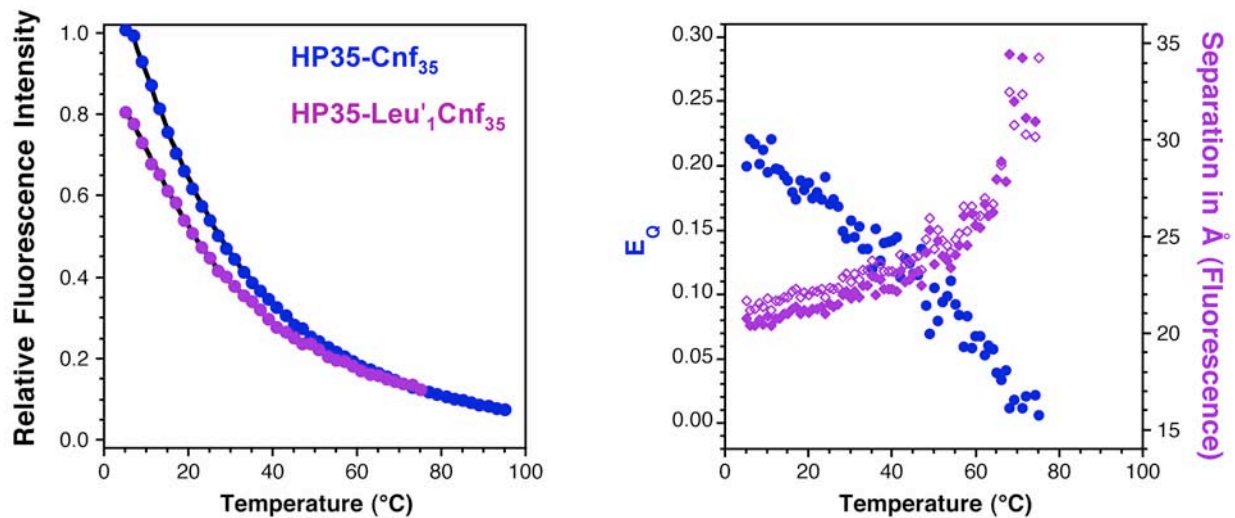 Relative Fluorescence Intensity
1.0
0.8
0.6
0.4
0.2
0.0
HP35-Cnf35
HP35-Leu'1Cnf35
0 20 40 60 80 100
Temperature (°C)
EQ
0.30
0.25
0.20
0.15
0.10
0.05
0.00
0 20 40 60 80 100
Temperature (°C)
35
30
25
20
15
Separation in Å (Fluorescence)